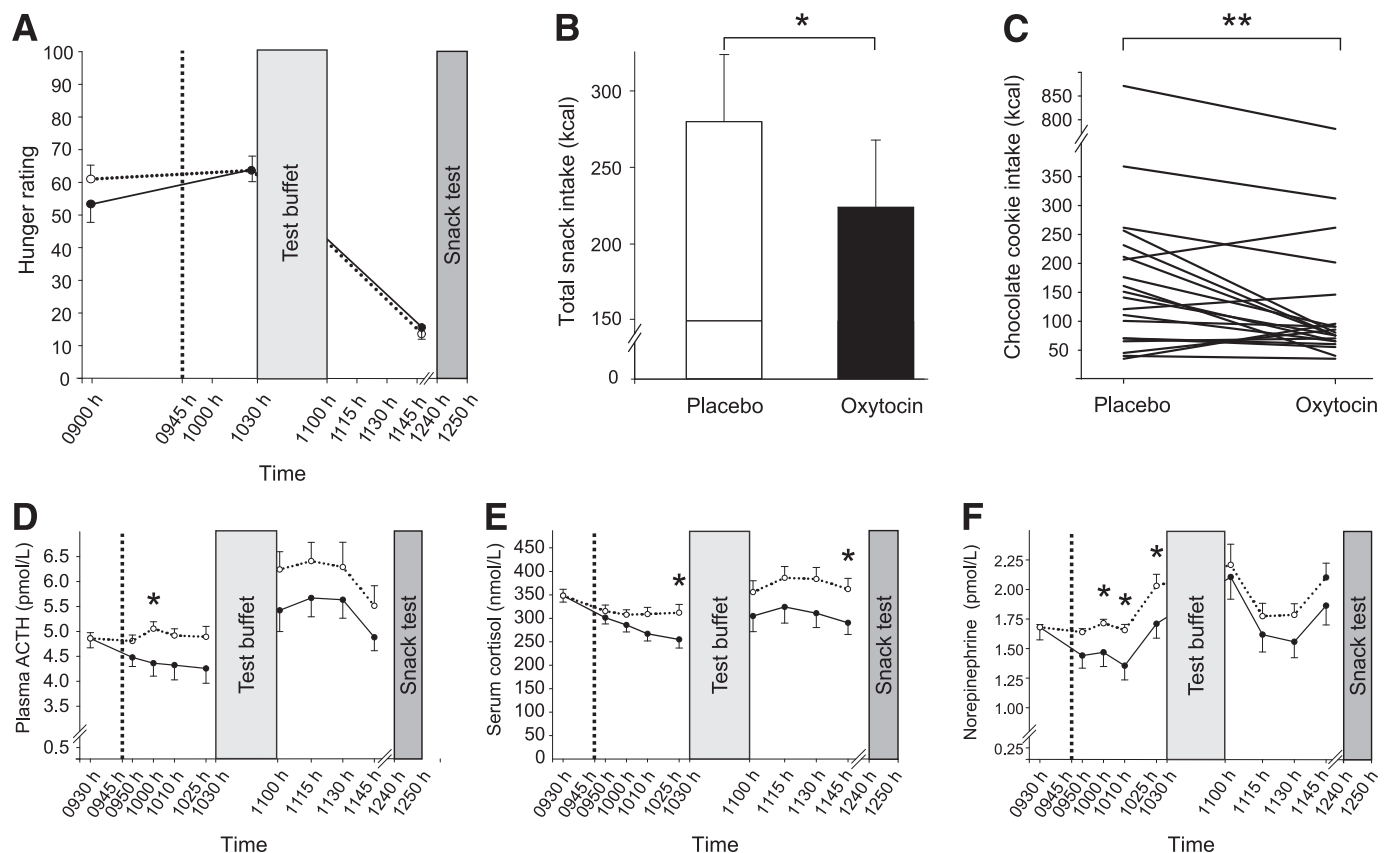 A
Hunger rating
100
90
80
70
60
50
40
30
20
10
0
Test buffet
Snack test
0900 h
0945 h
1000 h
1030 h
1100 h
1115 h
1130 h
1145 h
1240 h
1250 h
Time
B
*
Total snack intake (kcal)
300
250
200
150
0
Placebo
Oxytocin
C
**
Chocolate cookie intake (kcal)
850
800
350
300
250
200
150
100
50
Placebo
Oxytocin
D
Plasma ACTH (pmol/L)
6.5
6.0
5.5
5.0
4.5
4.0
3.5
0.5
*
Test buffet
Snack test
0930 h
0945 h
0950 h
1000 h
1010 h
1025 h
1030 h
1100 h
1115 h
1130 h
1145 h
1240 h
1250 h
Time
E
Serum cortisol (nmol/L)
450
400
350
300
250
200
150
100
50
0
*
*
Test buffet
Snack test
0930 h
0945 h
0950 h
1000 h
1010 h
1025 h
1030 h
1100 h
1115 h
1130 h
1145 h
1240 h
1250 h
Time
F
Norepinephrine (pmol/L)
2.25
2.00
1.75
1.50
1.25
1.00
0.25
*
*
*
Test buffet
Snack test
0930 h
0945 h
0950 h
1000 h
1010 h
1025 h
1030 h
1100 h
1115 h
1130 h
1145 h
1240 h
1250 h
Time